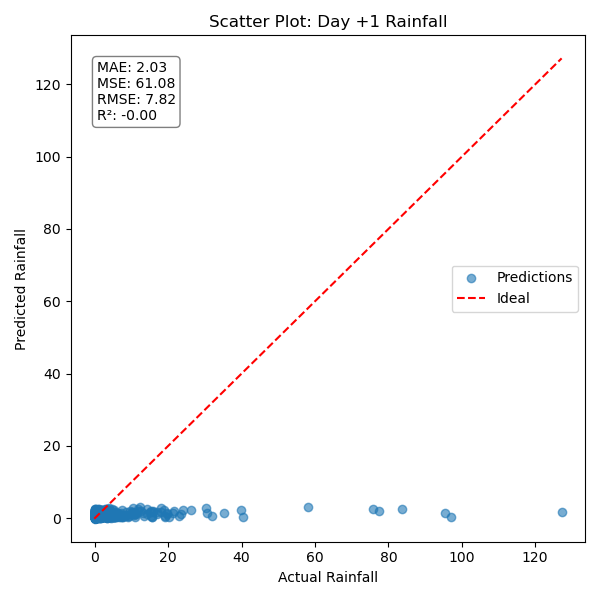 Scatter Plot: Day +1 Rainfall
MAE: 2.03
MSE: 61.08
RMSE: 7.82
R²: -0.00
120
100
80
60
40
20
0
Predicted Rainfall
Predictions
Ideal
0 20 40 60 80 100 120
Actual Rainfall